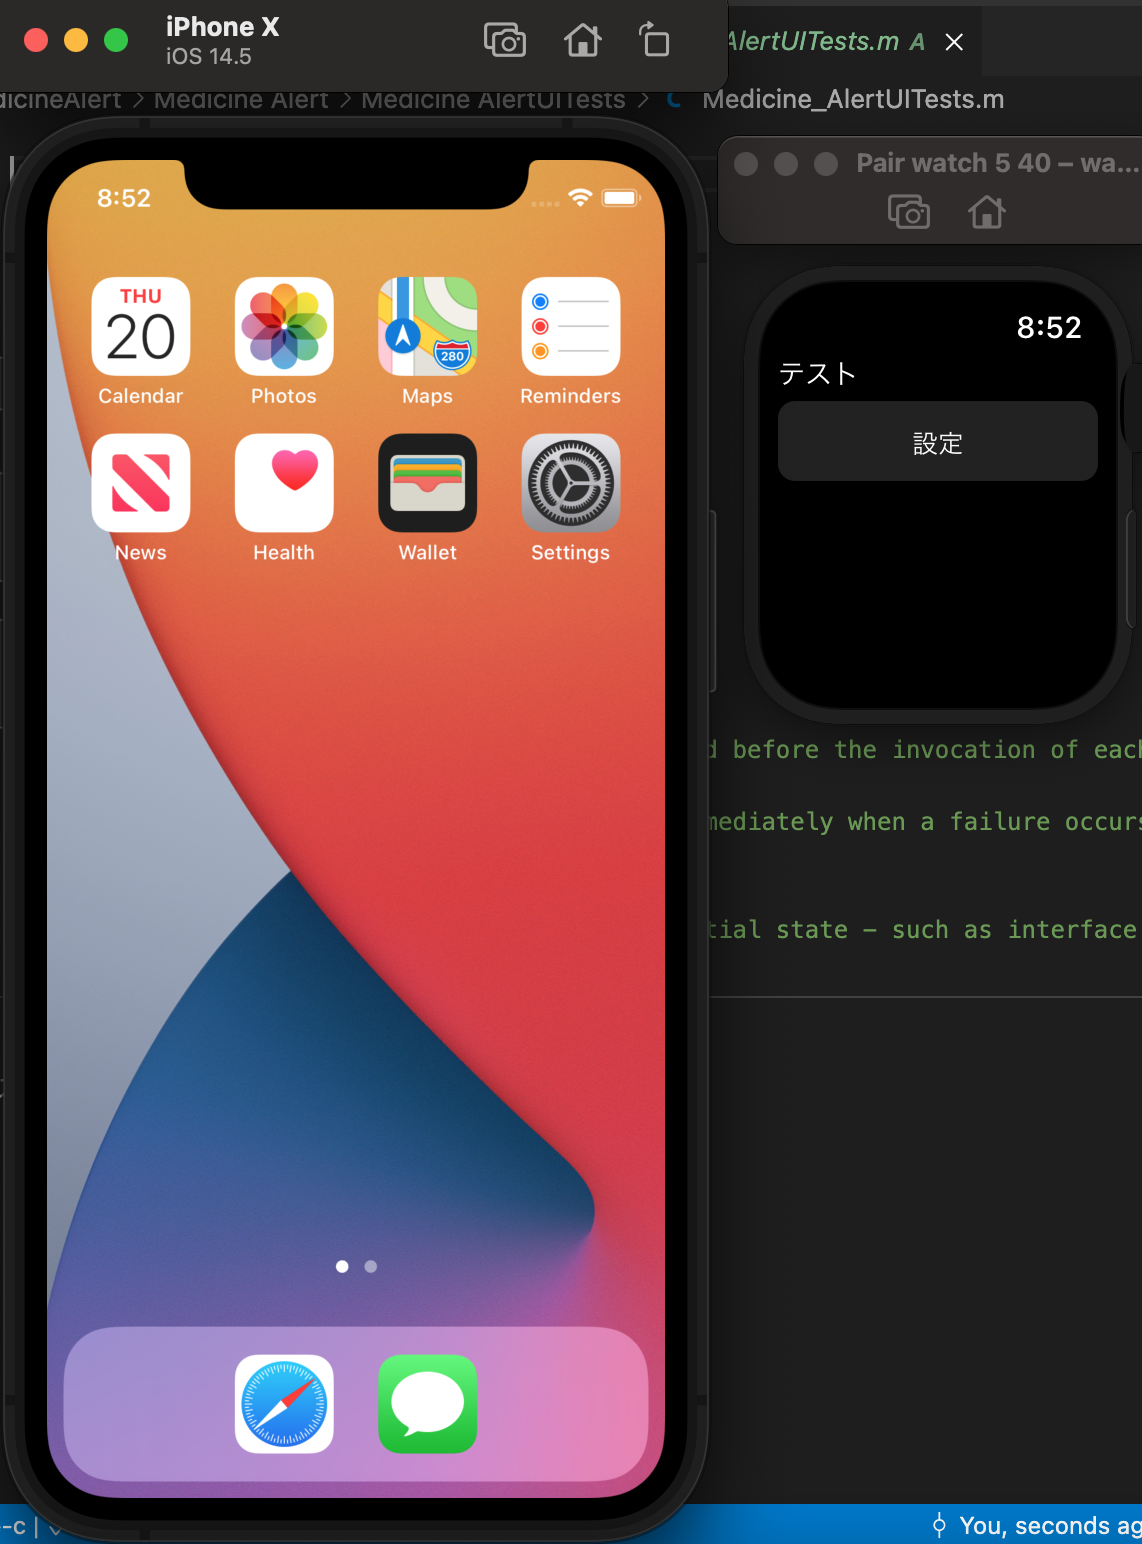 iPhone X
iOS 14.5
AlertUITests.m A
dicineAlert > Medicine Alert > Medicine AlertUITests > Medicine_AlertUITests.m
Pair watch 5 40 – wa...
8:52
THU
20
280
Calendar Photos Maps Reminders
News Health Wallet Settings
8:52
テスト
設定
d before the invocation of each
mediately when a failure occurs
tial state – such as interface
-c
You, seconds ag